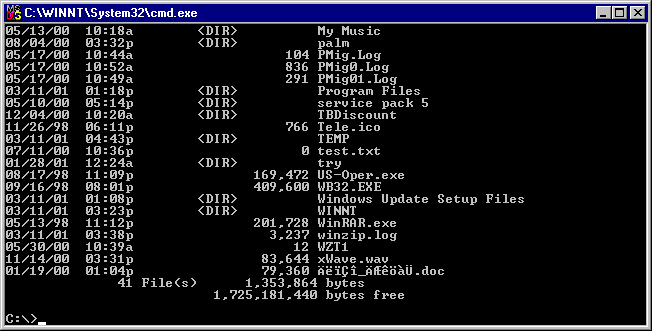 C:\WINNT\System32\cmd.exe
05/13/00 10:18a <DIR> My Music
08/04/00 03:32p <DIR> palm
05/17/00 10:44a 104 PMig.Log
05/17/00 10:52a 836 PMig0.Log
05/17/00 10:49a 291 PMig01.Log
03/11/01 01:18p <DIR> Program Files
05/10/00 05:14p <DIR> service pack 5
12/04/00 10:20a <DIR> TBDiscount
11/26/98 06:11p 766 Tele.ico
03/11/01 04:43p <DIR> TEMP
07/11/00 10:36p 0 test.txt
01/28/01 12:24a <DIR> try
08/17/98 11:09p 169,472 US-Oper.exe
09/16/98 08:01p 409,600 WB32.EXE
03/11/01 01:08p <DIR> Windows Update Setup Files
03/11/01 03:23p <DIR> WINNT
05/13/98 11:12p 201,728 WinRAR.exe
03/11/01 01:08p 3,237 winzip.log
05/30/00 10:39a 12 WZT1
11/14/00 03:31p 83,644 xWave.wav
01/19/00 01:04p 79,360
41 File(s) 1,353,864 bytes
1,725,181,440 bytes free
C:\>